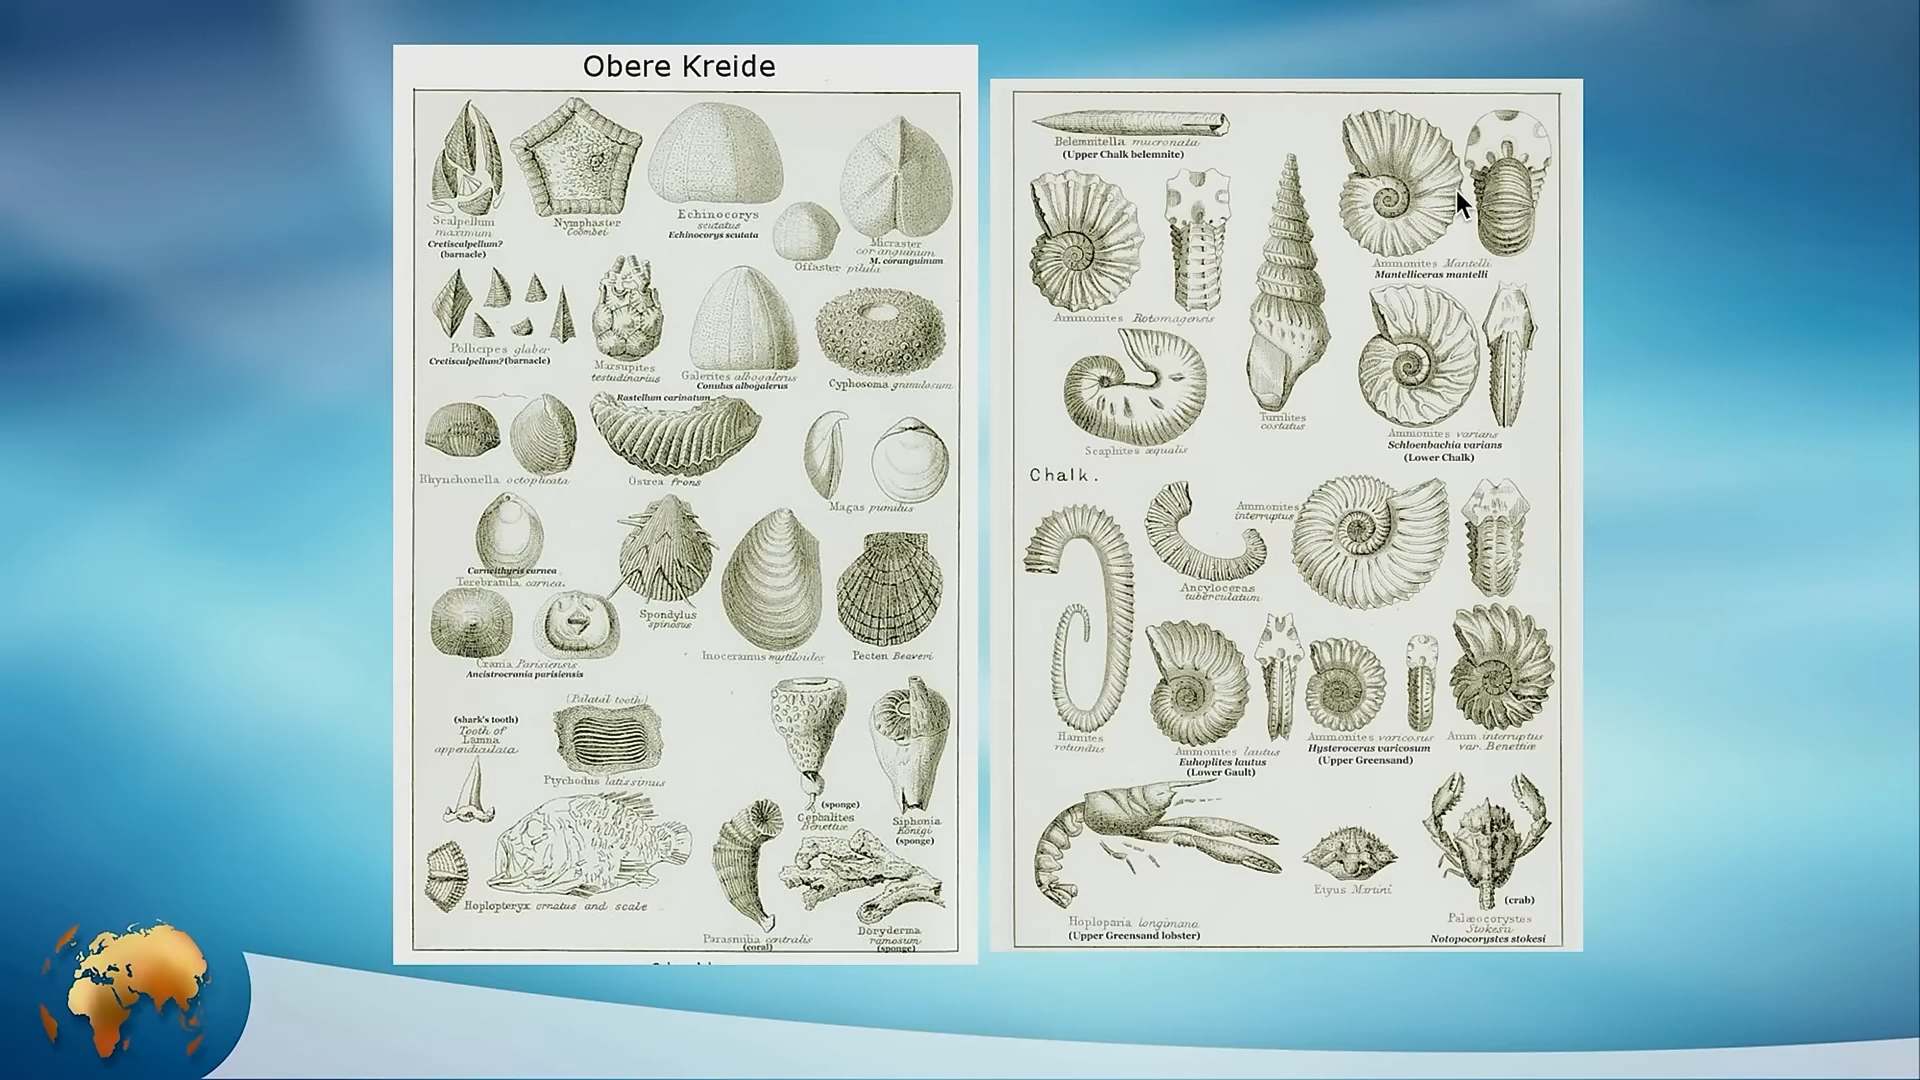 Obere Kreide
Scalpellum
maximum
Cretiscalpellum?
(barnacle)
Nymphaster
Coombei
Echinocorys
scutatus
Echinocorys scutata
Offaster pilula
Micraster
cor anguinum
M. coranguinum
Pollicipes glaber
Cretiscalpellum? (barnacle)
Marsupites
testudinarius
Galerites albogalerus
Conulus albogalerus
Cyphosoma granulosum
Rastellum carinatum
Rhynchonella octoplicata
Ostrea frons
Magas pumilus
Carneithyris carnea
Terebratula carnea.
Spondylus
spinosus
Crania Parisiensis
Ancistrocrania parisiensis
Inoceramus mytiloides
Pecten Beaveri
(shark's tooth)
Tooth of
Lamna
appendiculata
(Palatal tooth)
Ptychodus latissimus
(sponge)
Cephalites
Benettiæ
Siphonia
Königi
(sponge)
Hoplopteryx ornatus and scale
Parasmilia centralis
(coral)
Doryderma
ramosum
(sponge)
Belemnitella mucronata
(Upper Chalk belemnite)
Ammonites Mantelli
Mantelliceras mantelli
Ammonites Rotomagensis
Turrilites
costatus
Ammonites varians
Schloenbachia varians
(Lower Chalk)
Scaphites æqualis
Chalk.
Ammonites
interruptus
Ancyloceras
tuberculatum
Hamites
rotundus
Ammonites lautus
Euhoplites lautus
(Lower Gault)
Ammonites varicosus
Hysteroceras varicosum
(Upper Greensand)
Amm. interruptus
var. Benettiæ
Hoploparia longimana
(Upper Greensand lobster)
Etyus Martini
(crab)
Palæocorystes
Stokesii
Notopocorystes stokesi